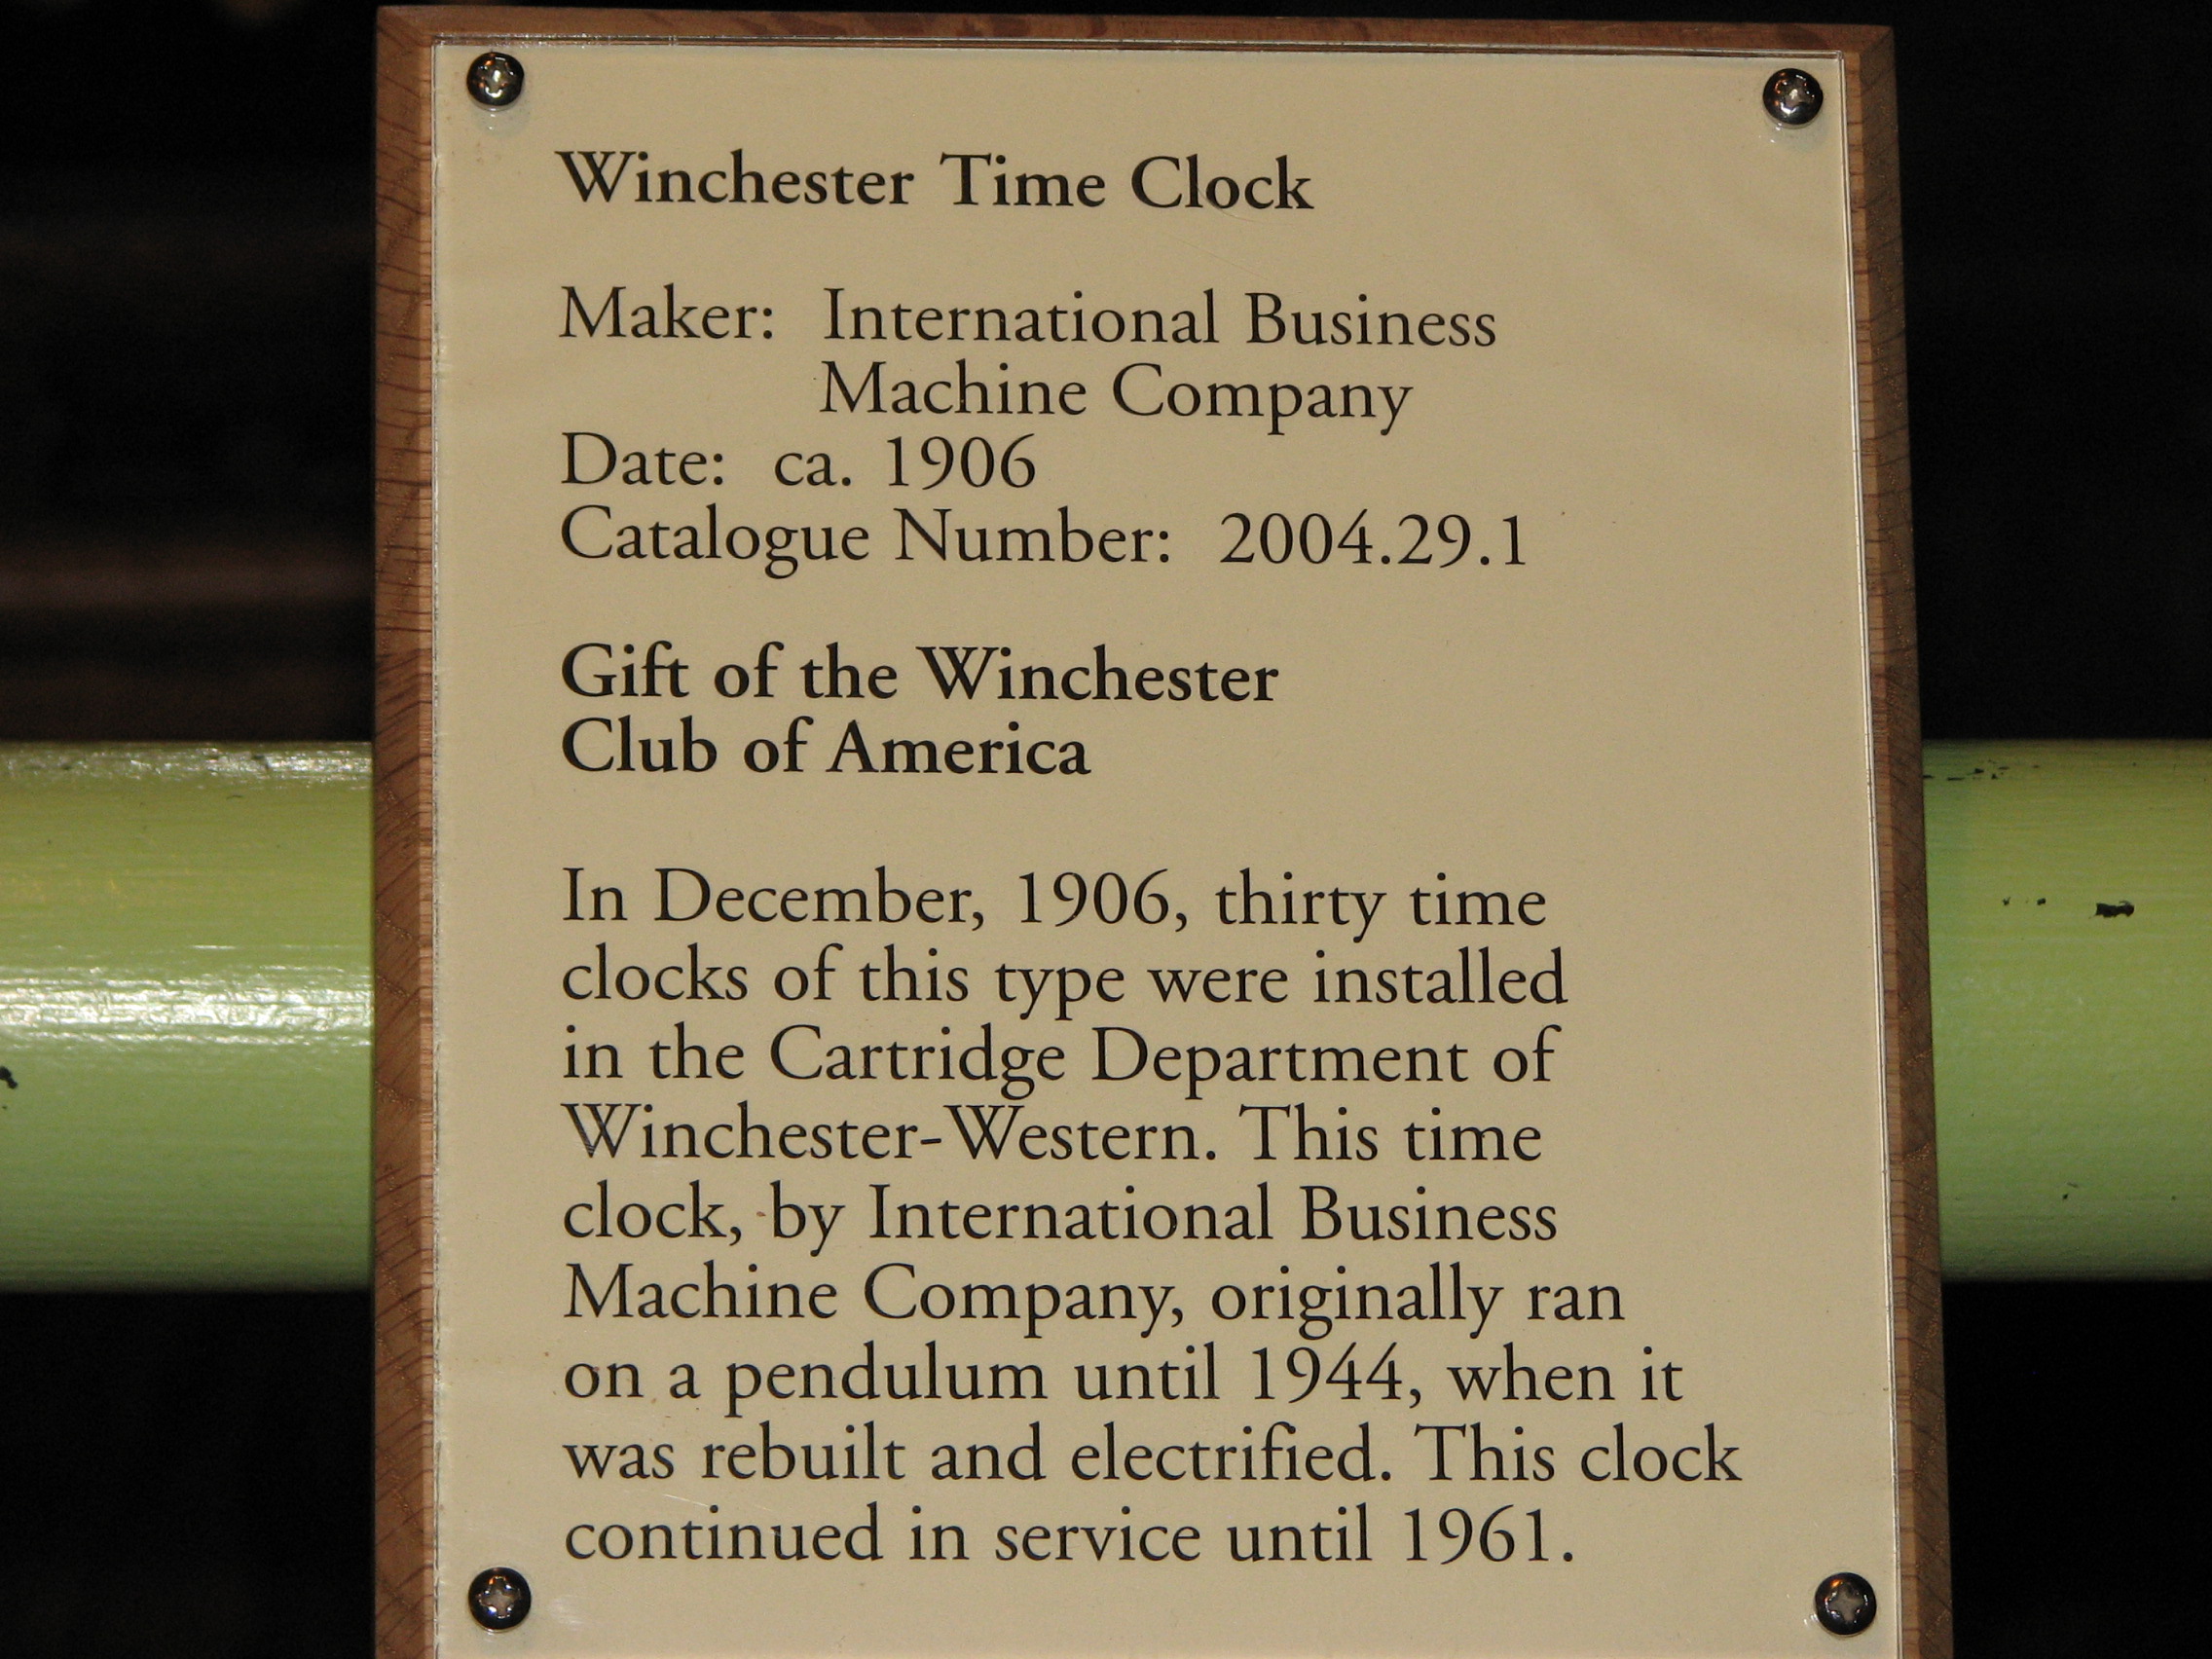 Winchester Time Clock
Maker: International Business
Machine Company
Date: ca. 1906
Catalogue Number: 2004.29.1
Gift of the Winchester
Club of America
In December, 1906, thirty time
clocks of this type were installed
in the Cartridge Department of
Winchester-Western. This time
clock, by International Business
Machine Company, originally ran
on a pendulum until 1944, when it
was rebuilt and electrified. This clock
continued in service until 1961.